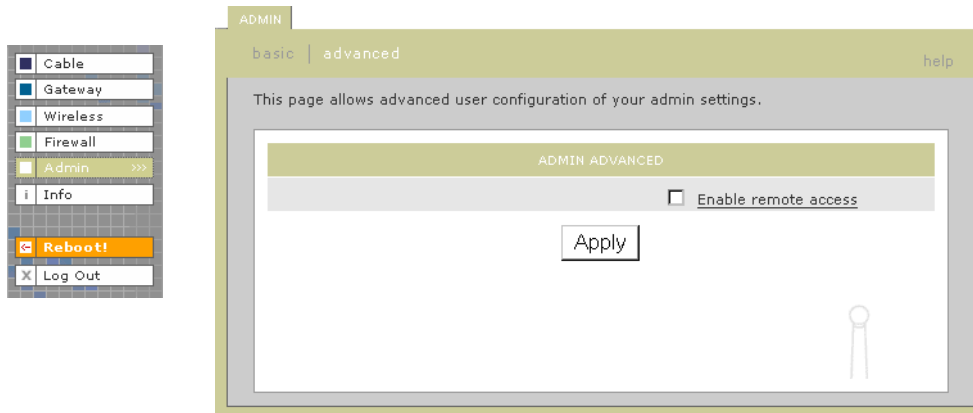 Cable
Gateway
Wireless
Firewall
Admin >>>
i Info
Reboot!
X Log Out
ADMIN
basic | advanced
help
This page allows advanced user configuration of your admin settings.
ADMIN ADVANCED
Enable remote access
Apply